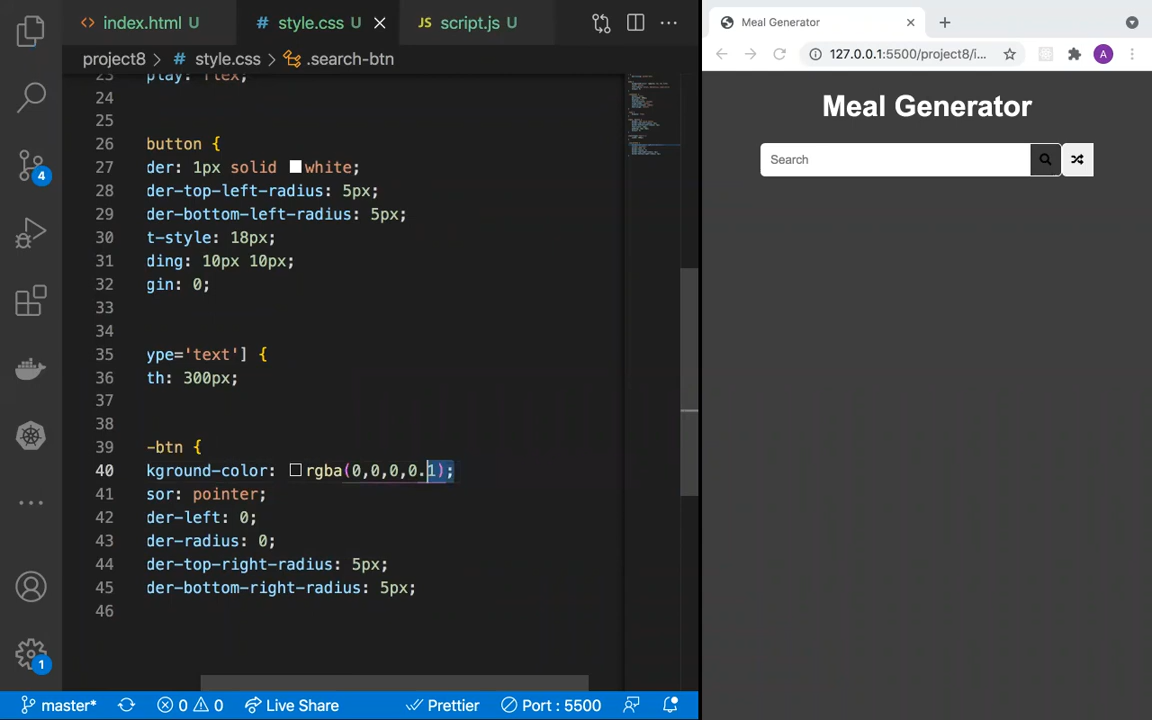 index.html U
style.css U
JS script.js U
project8 > style.css > .search-btn
23 play: flex;
24
25
26 button {
27 der: 1px solid white;
28 der-top-left-radius: 5px;
29 der-bottom-left-radius: 5px;
30 t-style: 18px;
31 ding: 10px 10px;
32 gin: 0;
33
34
35 ype='text'] {
36 th: 300px;
37
38
39 -btn {
40 kground-color: rgba(0,0,0,0.1);
41 sor: pointer;
42 der-left: 0;
43 der-radius: 0;
44 der-top-right-radius: 5px;
45 der-bottom-right-radius: 5px;
46
4
1
master* 0 0 Live Share Prettier Port : 5500
Meal Generator
127.0.0.1:5500/project8/i... A
Meal Generator
Search